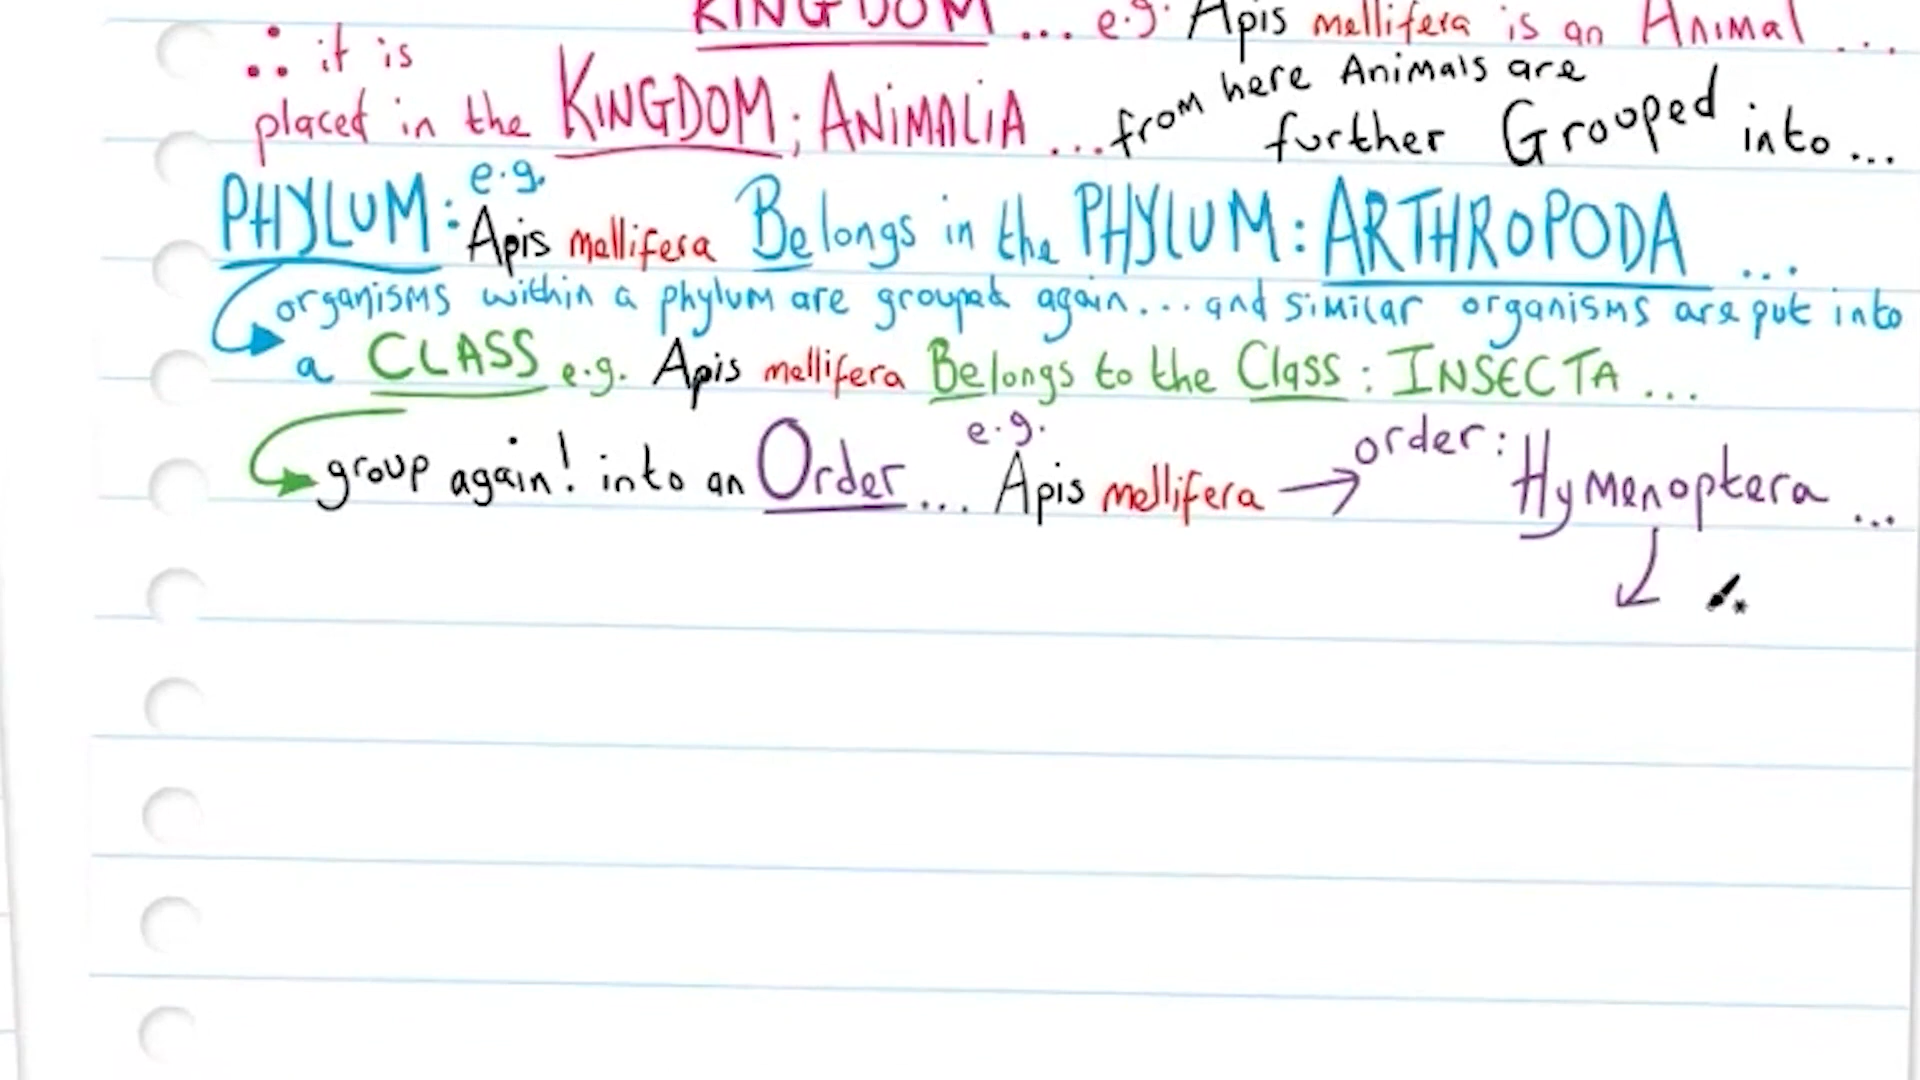 KINGDOM ... e.g. Apis mellifera is an Animal ...
∴ it is
placed in the KINGDOM; ANIMALIA ... from here Animals are
further Grouped into ...
PHYLUM: e.g. Apis mellifera Belongs in the PHYLUM: ARTHROPODA ...
organisms within a phylum are grouped again... and similar organisms are put into
a CLASS e.g. Apis mellifera Belongs to the Class: INSECTA ...
group again! into an Order... e.g. Apis mellifera → order: Hymenoptera ...